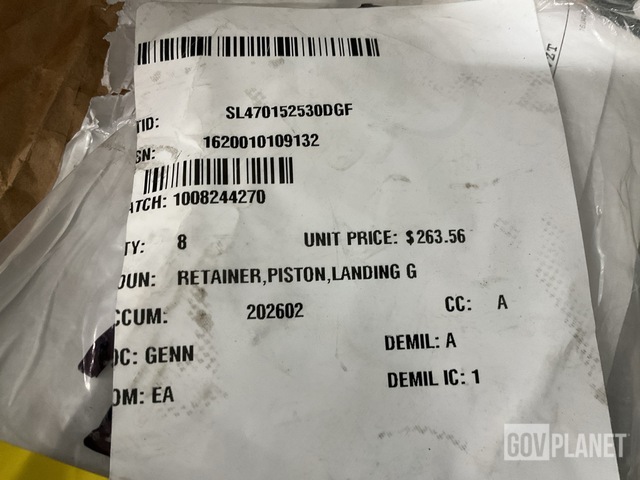 TID: SL470152530DGF
SN: 1620010109132
ATCH: 1008244270
TY: 8 UNIT PRICE: $263.56
OUN: RETAINER,PISTON,LANDING G
CCUM: 202602 CC: A
OC: GENN DEMIL: A
OM: EA DEMIL IC: 1
GOVPLANET